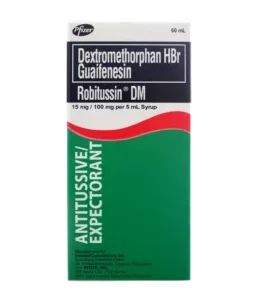 Pfizer
60 mL
Dextromethorphan HBr
Guaifenesin
Robitussin® DM
15 mg / 100 mg per 5 mL Syrup
ANTITUSSIVE/
EXPECTORANT